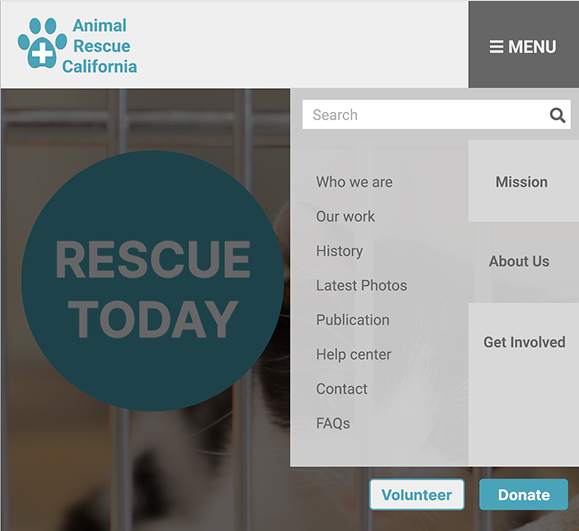 Animal
Rescue
California
MENU
Search
Who we are
Our work
History
Latest Photos
Publication
Help center
Contact
FAQs
Mission
About Us
Get Involved
RESCUE
TODAY
Volunteer
Donate